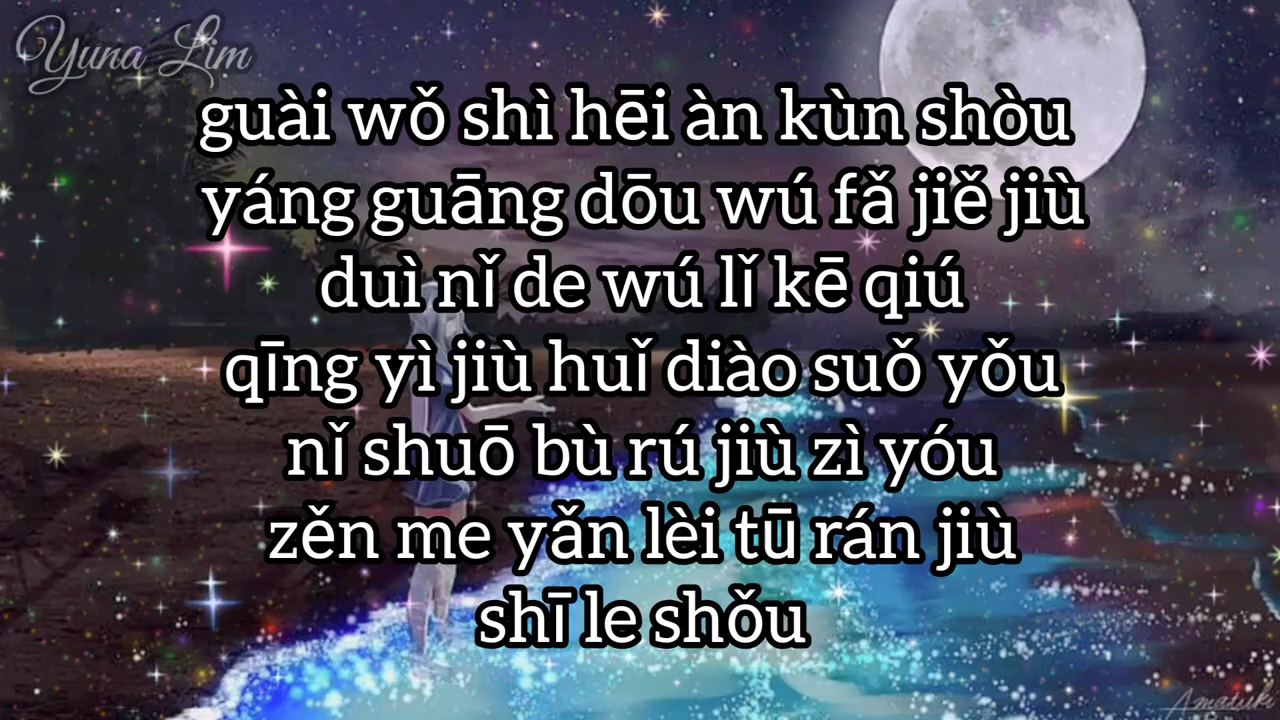 Yuna Lim
guài wǒ shì hēi àn kùn shòu
yáng guāng dōu wú fǎ jiě jiù
duì nǐ de wú lǐ kē qiú
qīng yì jiù huǐ diào suǒ yǒu
nǐ shuō bù rú jiù zì yóu
zěn me yǎn lèi tū rán jiù
shī le shǒu